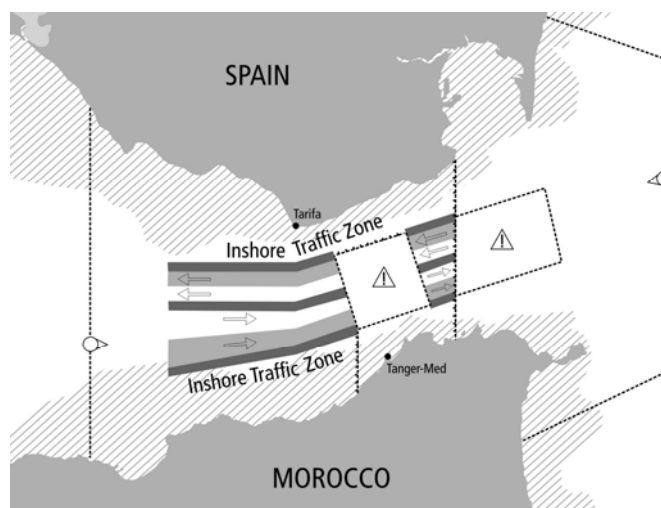 SPAIN
Tarifa
Inshore Traffic Zone
Inshore Traffic Zone
Tanger-Med
MOROCCO